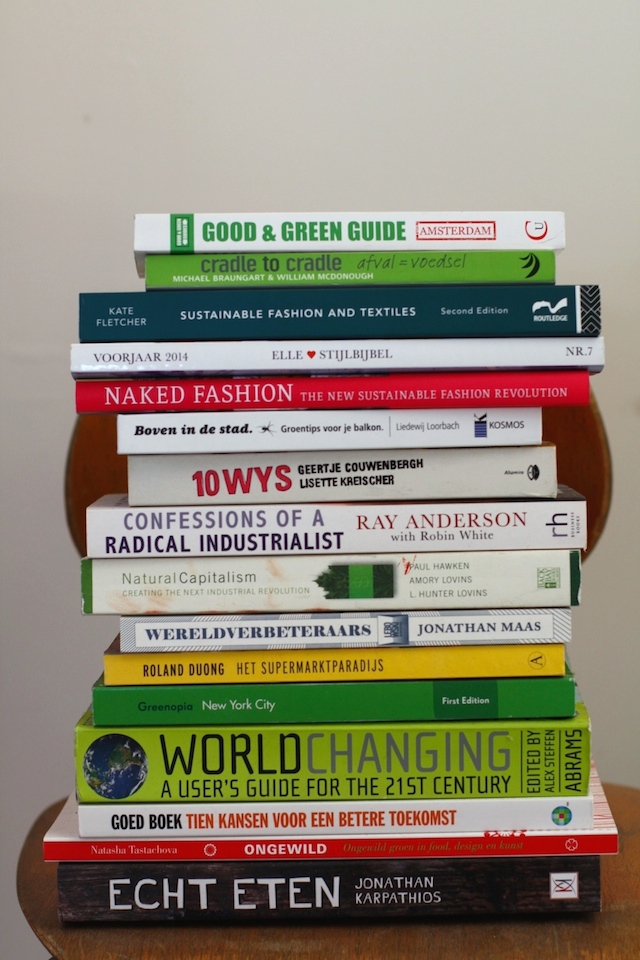 GOOD & GREEN GUIDE AMSTERDAM
cradle to cradle afval = voedsel
MICHAEL BRAUNGART & WILLIAM MCDONOUGH
KATE FLETCHER SUSTAINABLE FASHION AND TEXTILES Second Edition ROUTLEDGE
VOORJAAR 2014 ELLE ♥ STIJLBIJBEL NR.7
NAKED FASHION THE NEW SUSTAINABLE FASHION REVOLUTION
Boven in de stad. Groentips voor je balkon. Liedewij Loorbach KOSMOS
10WYS GEERTJE COUWENBERGH
LISETTE KREISCHER
CONFESSIONS OF A
RADICAL INDUSTRIALIST
RAY ANDERSON
with Robin White
rh
NaturalCapitalism
CREATING THE NEXT INDUSTRIAL REVOLUTION
PAUL HAWKEN
AMORY LOVINS
L. HUNTER LOVINS
WERELDVERBETERAARS JONATHAN MAAS
ROLAND DUONG HET SUPERMARKTPARADIJS A
Greenopia New York City First Edition
WORLDCHANGING
A USER'S GUIDE FOR THE 21ST CENTURY
EDITED BY
ALEX STEFFEN
ABRAMS
GOED BOEK TIEN KANSEN VOOR EEN BETERE TOEKOMST
Natasha Tastachova ONGEWILD Ongewild groen in food, design en kunst
ECHT ETEN JONATHAN
KARPATHIOS